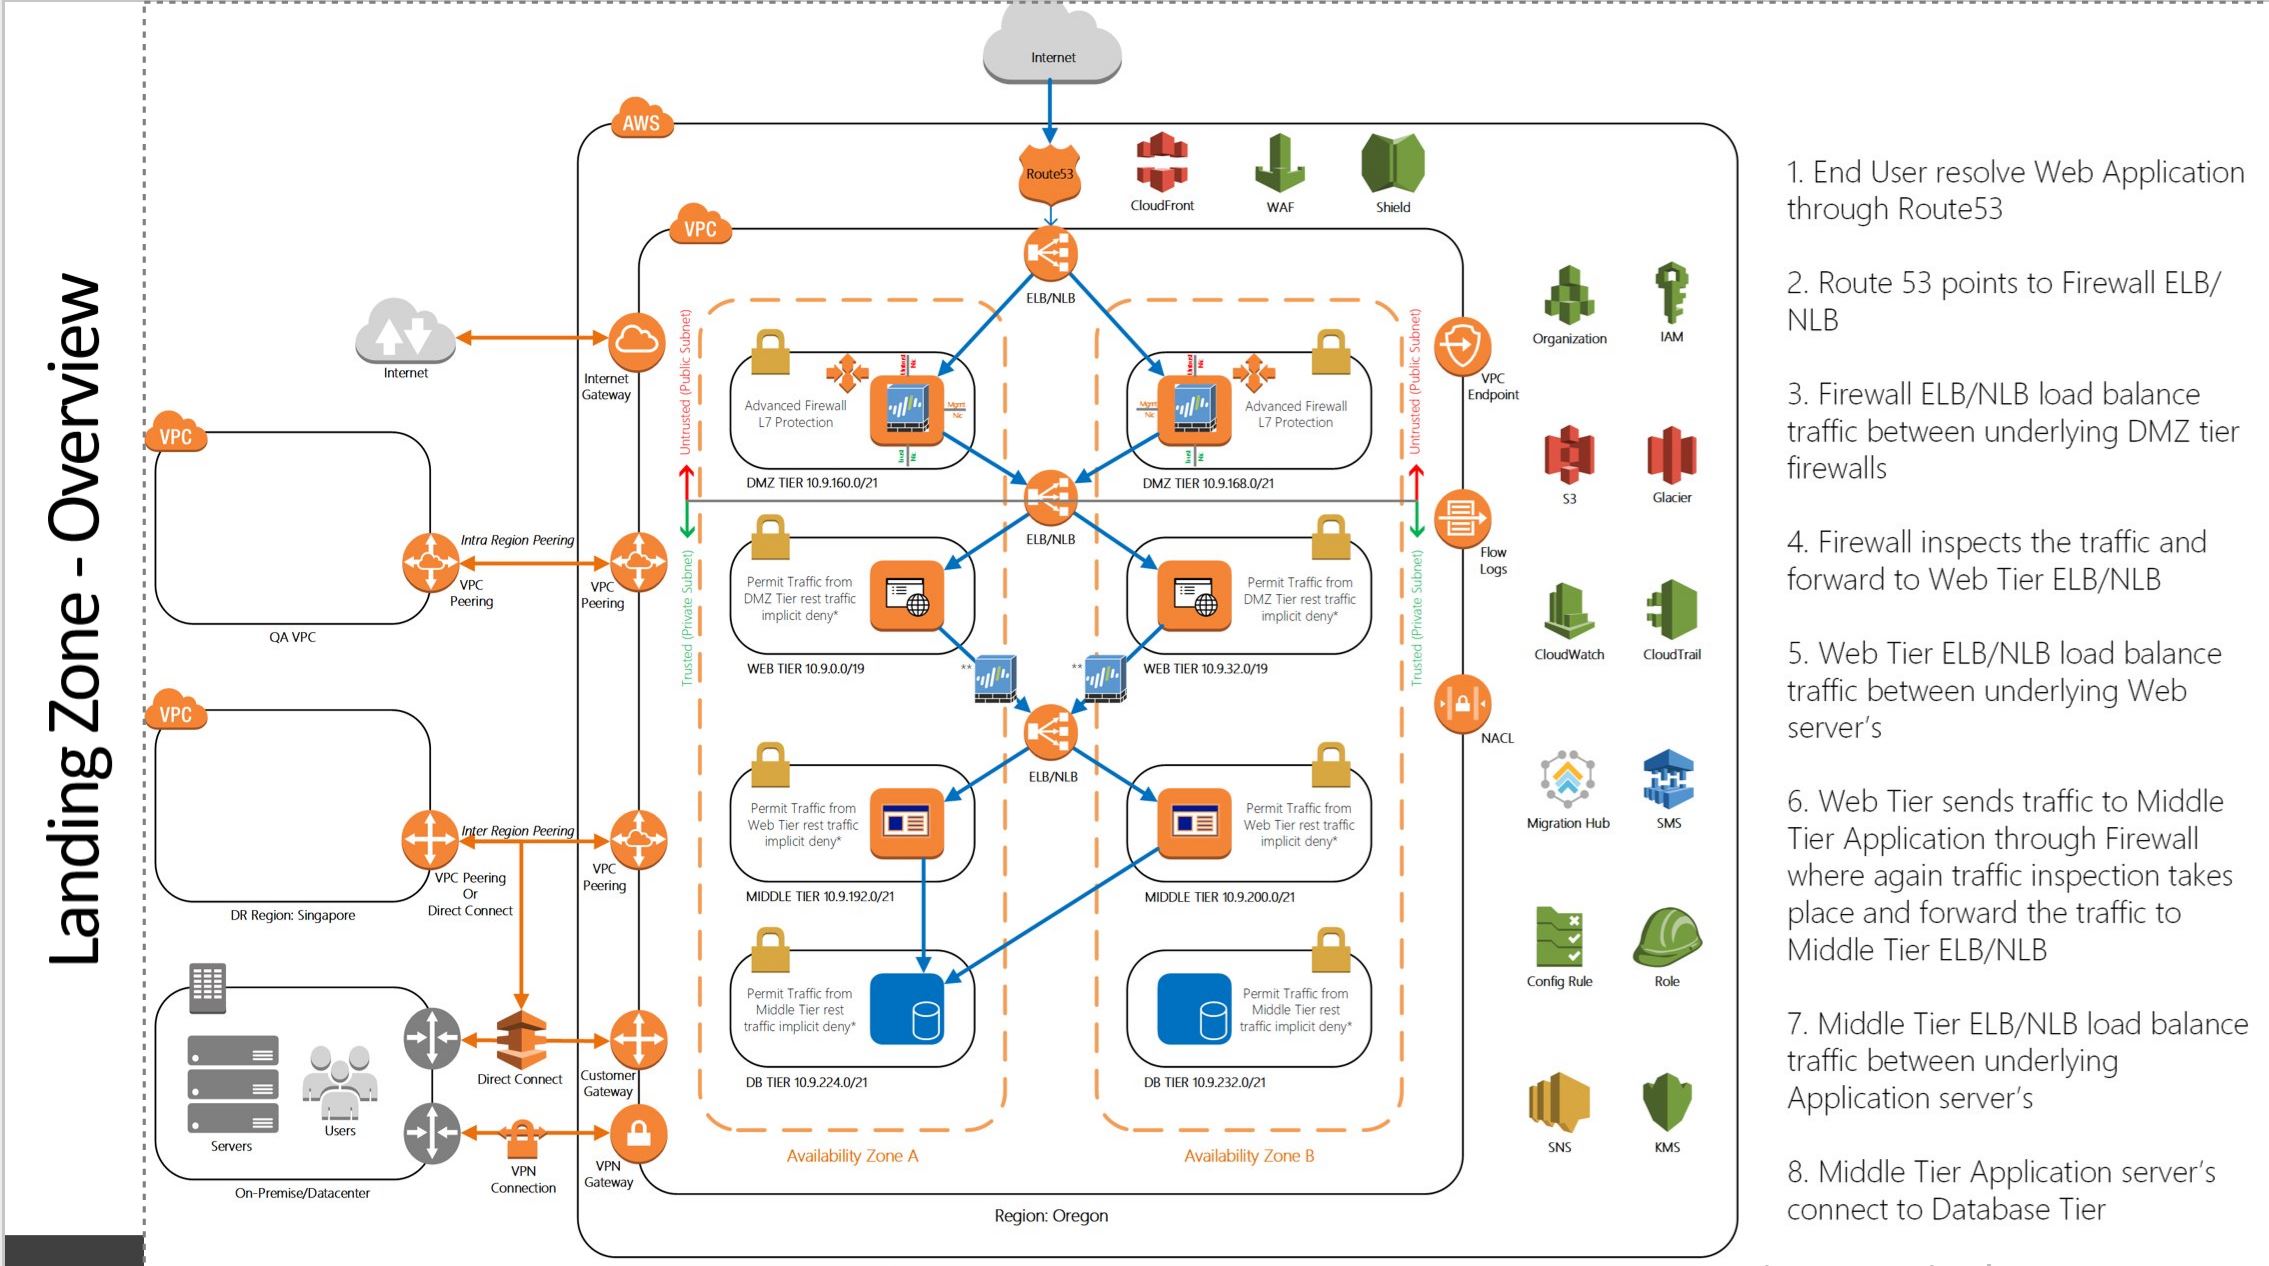 Landing Zone - Overview
Internet
AWS
Route53
CloudFront
WAF
Shield
VPC
ELB/NLB
Internet
Internet
Gateway
Untrusted (Public Subnet)
Advanced Firewall
L7 Protection
Untrust
Nic
Mgmt
Nic
Trust
Nic
DMZ TIER 10.9.160.0/21
Untrust
Nic
Mgmt
Nic
Trust
Nic
Advanced Firewall
L7 Protection
DMZ TIER 10.9.168.0/21
Untrusted (Public Subnet)
VPC
Endpoint
Organization
IAM
S3
Glacier
VPC
Intra Region Peering
VPC
Peering
VPC
Peering
QA VPC
ELB/NLB
Trusted (Private Subnet)
Permit Traffic from
DMZ Tier rest traffic
implicit deny*
WEB TIER 10.9.0.0/19
**
**
Permit Traffic from
DMZ Tier rest traffic
implicit deny*
WEB TIER 10.9.32.0/19
Trusted (Private Subnet)
Flow
Logs
CloudWatch
CloudTrail
NACL
VPC
Inter Region Peering
VPC Peering
Or
Direct Connect
VPC
Peering
DR Region: Singapore
ELB/NLB
Permit Traffic from
Web Tier rest traffic
implicit deny*
MIDDLE TIER 10.9.192.0/21
Permit Traffic from
Web Tier rest traffic
implicit deny*
MIDDLE TIER 10.9.200.0/21
Migration Hub
SMS
Config Rule
Role
Servers
Users
On-Premise/Datacenter
Direct Connect
Customer
Gateway
VPN
Connection
VPN
Gateway
Permit Traffic from
Middle Tier rest
traffic implicit deny*
DB TIER 10.9.224.0/21
Permit Traffic from
Middle Tier rest
traffic implicit deny*
DB TIER 10.9.232.0/21
SNS
KMS
Availability Zone A
Availability Zone B
Region: Oregon
1. End User resolve Web Application
through Route53
2. Route 53 points to Firewall ELB/
NLB
3. Firewall ELB/NLB load balance
traffic between underlying DMZ tier
firewalls
4. Firewall inspects the traffic and
forward to Web Tier ELB/NLB
5. Web Tier ELB/NLB load balance
traffic between underlying Web
server’s
6. Web Tier sends traffic to Middle
Tier Application through Firewall
where again traffic inspection takes
place and forward the traffic to
Middle Tier ELB/NLB
7. Middle Tier ELB/NLB load balance
traffic between underlying
Application server’s
8. Middle Tier Application server’s
connect to Database Tier